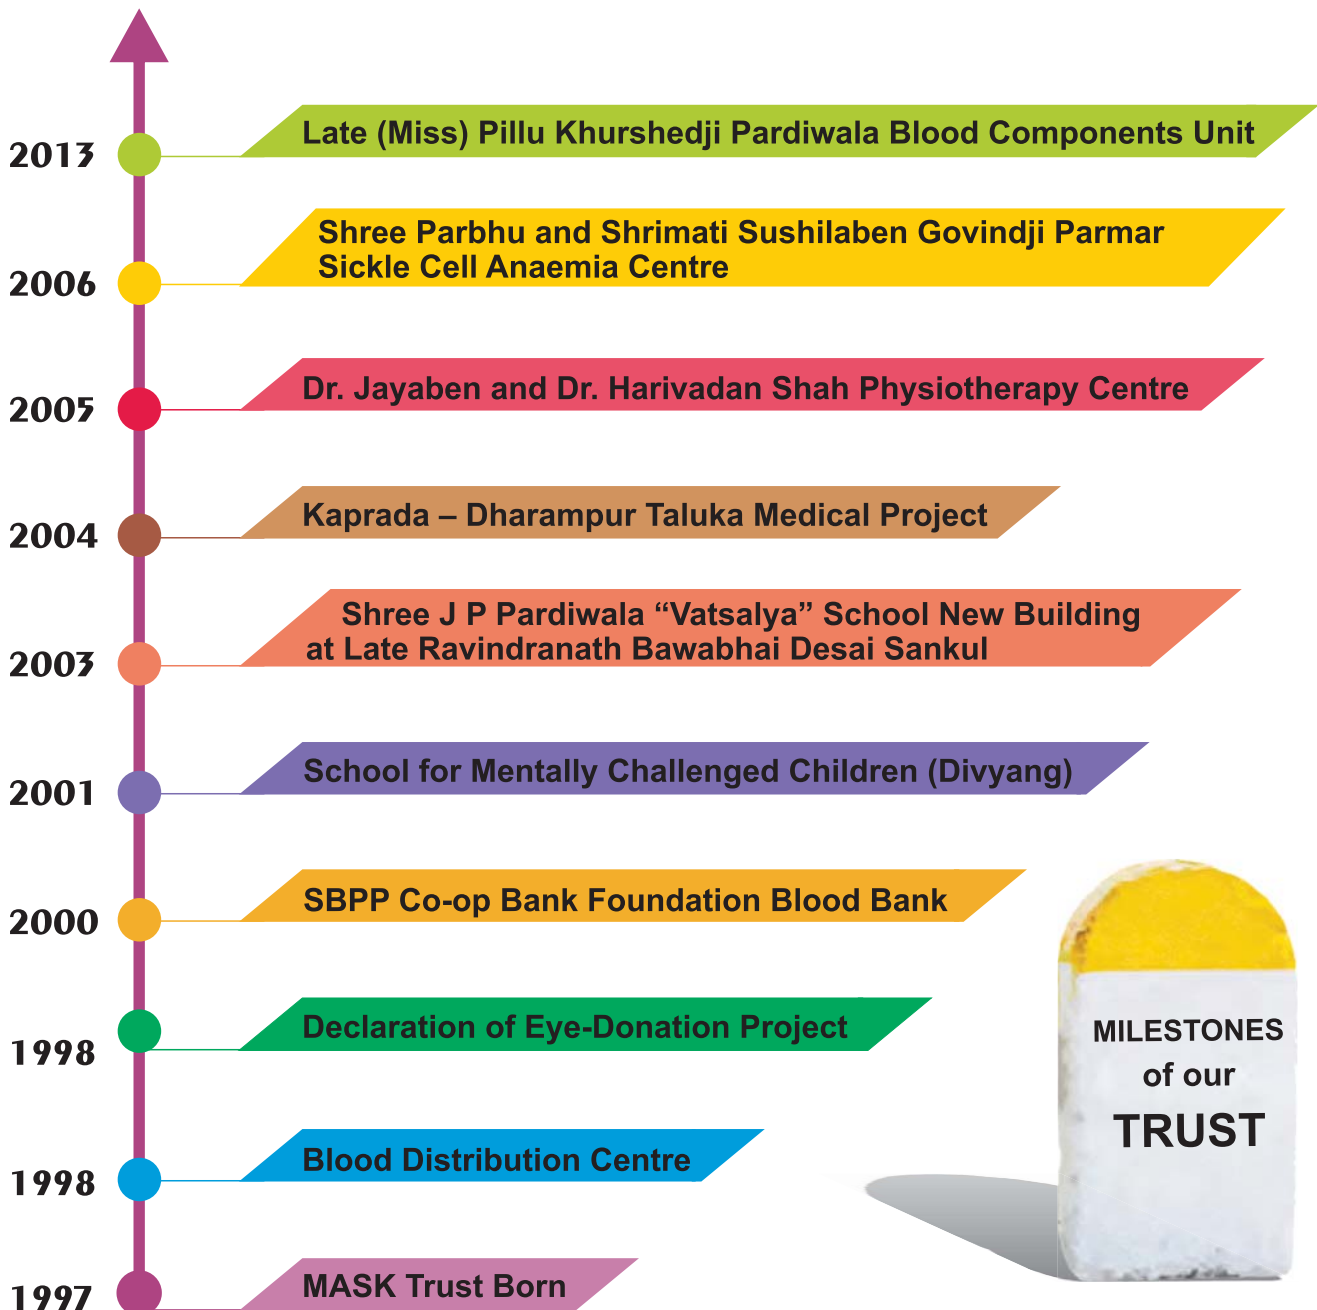 2013
Late (Miss) Pillu Khurshedji Pardiwala Blood Components Unit
2006
Shree Parbhu and Shrimati Sushilaben Govindji Parmar
Sickle Cell Anaemia Centre
2005
Dr. Jayaben and Dr. Harivadan Shah Physiotherapy Centre
2004
Kaprada – Dharampur Taluka Medical Project
2003
Shree J P Pardiwala “Vatsalya” School New Building
at Late Ravindranath Bawabhai Desai Sankul
2001
School for Mentally Challenged Children (Divyang)
2000
SBPP Co-op Bank Foundation Blood Bank
1998
Declaration of Eye-Donation Project
1998
Blood Distribution Centre
1997
MASK Trust Born
MILESTONES
of our
TRUST